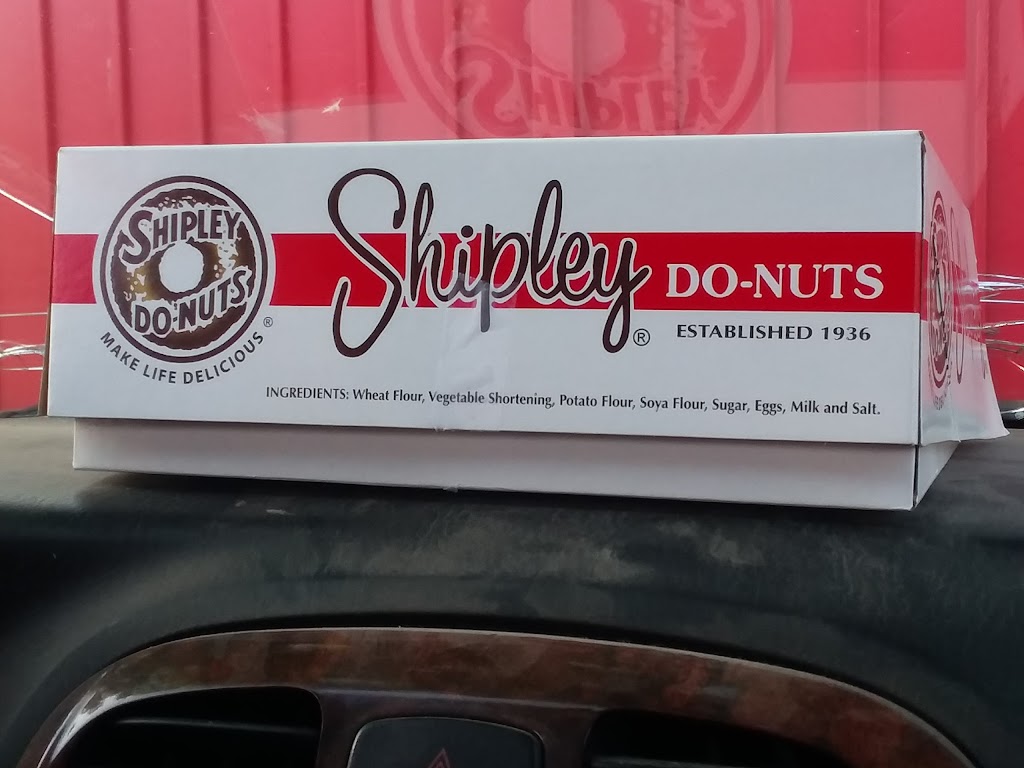 SHIPLEY
DO-NUTS
MAKE LIFE DELICIOUS®
Shipley® DO-NUTS
ESTABLISHED 1936
INGREDIENTS: Wheat Flour, Vegetable Shortening, Potato Flour, Soya Flour, Sugar, Eggs, Milk and Salt.
SHIPLEY